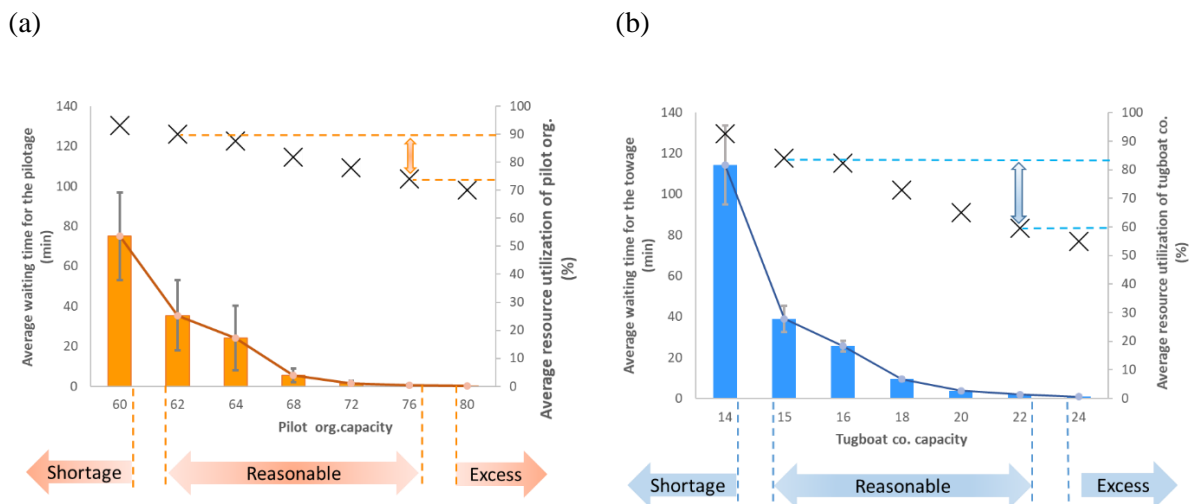 (a)
(b)
Average waiting time for the pilotage
(min)
140
120
100
80
60
40
20
0
100
90
80
70
60
50
40
30
20
10
0
Average resource utilization of pilot org.
(%)
60 62 64 68 72 76 80
Pilot org.capacity
Shortage Reasonable Excess
Average waiting time for the towage
(min)
140
120
100
80
60
40
20
0
100
90
80
70
60
50
40
30
20
10
0
Average resource utilization of tugboat co.
(%)
14 15 16 18 20 22 24
Tugboat co. capacity
Shortage Reasonable Excess